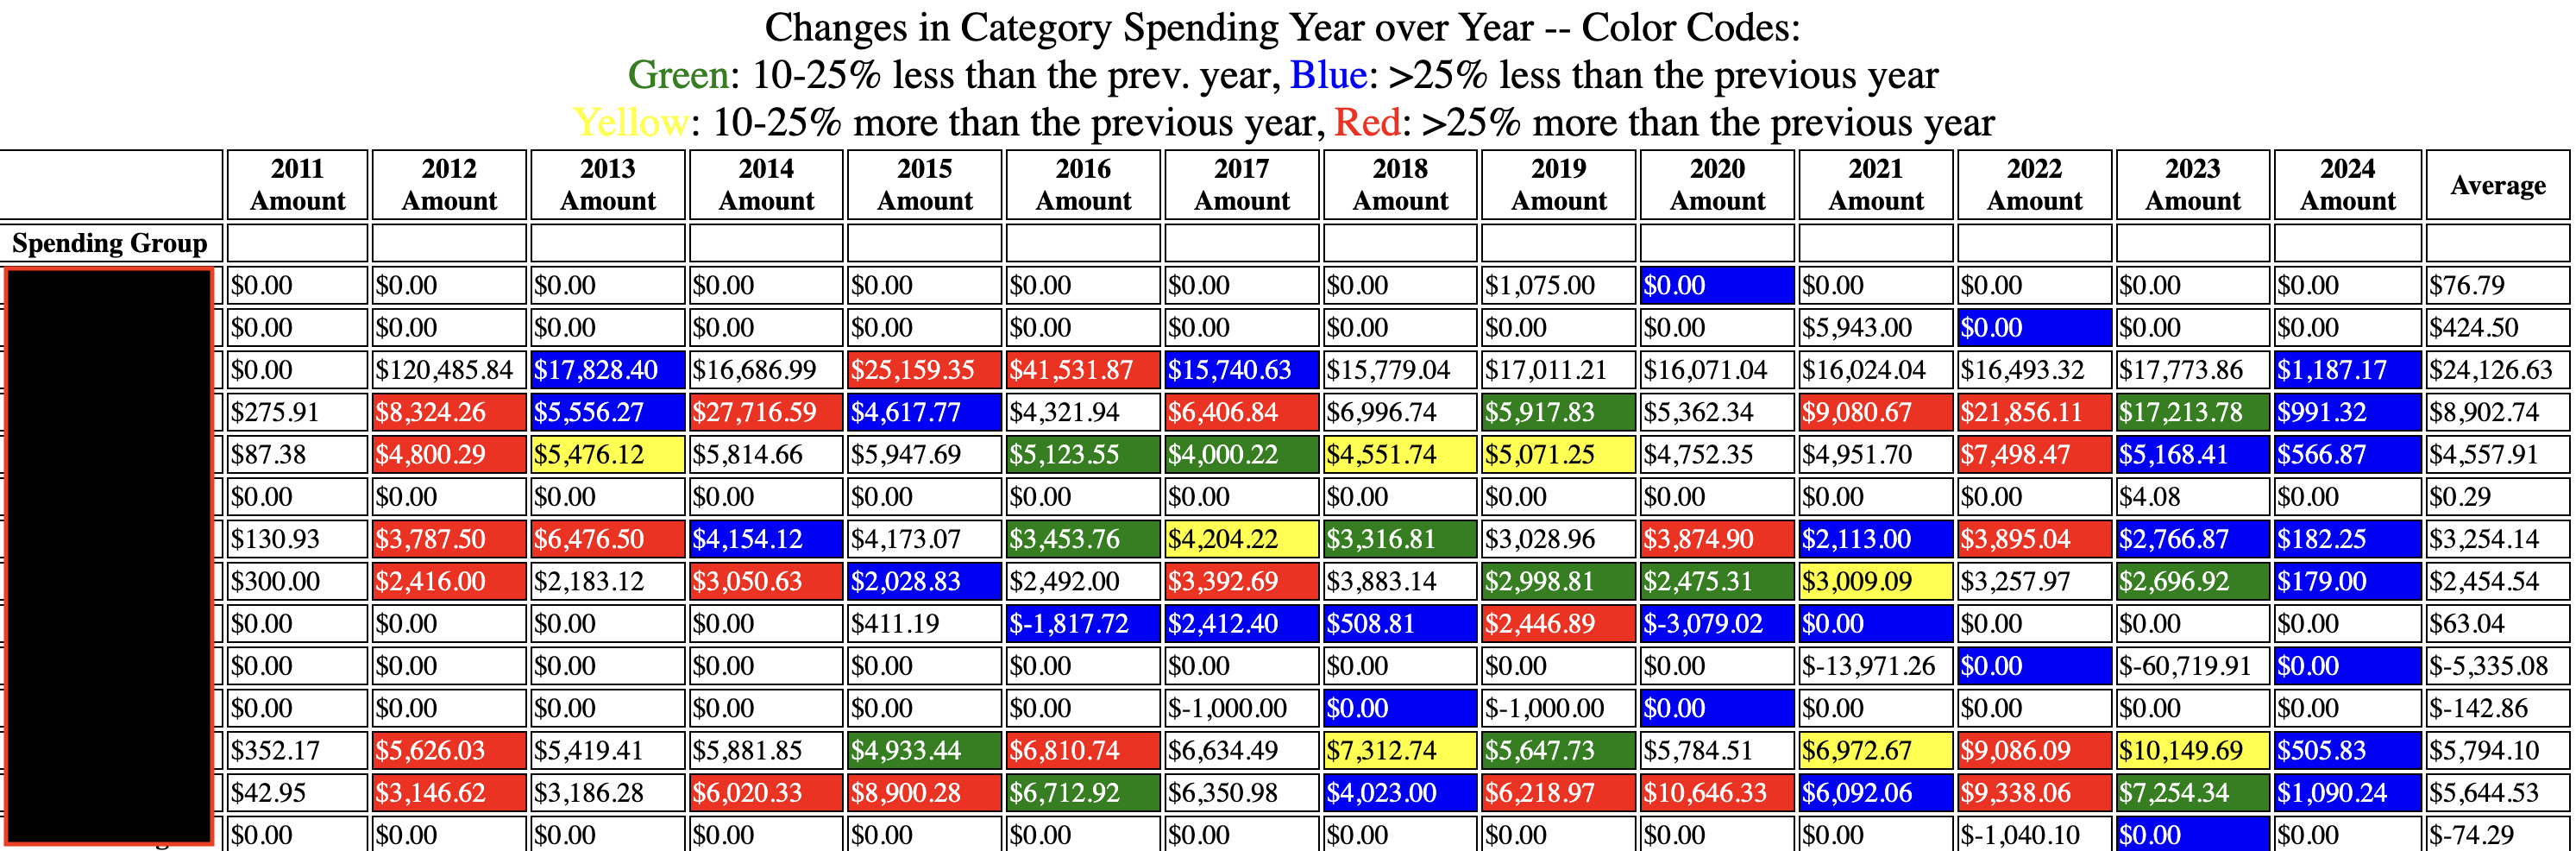 Changes in Category Spending Year over Year -- Color Codes:
Green: 10-25% less than the prev. year, Blue: >25% less than the previous year
Yellow: 10-25% more than the previous year, Red: >25% more than the previous year
2011 Amount 2012 Amount 2013 Amount 2014 Amount 2015 Amount 2016 Amount 2017 Amount 2018 Amount 2019 Amount 2020 Amount 2021 Amount 2022 Amount 2023 Amount 2024 Amount Average
Spending Group
$0.00 $0.00 $0.00 $0.00 $0.00 $0.00 $0.00 $0.00 $1,075.00 $0.00 $0.00 $0.00 $0.00 $0.00 $76.79
$0.00 $0.00 $0.00 $0.00 $0.00 $0.00 $0.00 $0.00 $0.00 $0.00 $5,943.00 $0.00 $0.00 $0.00 $424.50
$0.00 $120,485.84 $17,828.40 $16,686.99 $25,159.35 $41,531.87 $15,740.63 $15,779.04 $17,011.21 $16,071.04 $16,024.04 $16,493.32 $17,773.86 $1,187.17 $24,126.63
$275.91 $8,324.26 $5,556.27 $27,716.59 $4,617.77 $4,321.94 $6,406.84 $6,996.74 $5,917.83 $5,362.34 $9,080.67 $21,856.11 $17,213.78 $991.32 $8,902.74
$87.38 $4,800.29 $5,476.12 $5,814.66 $5,947.69 $5,123.55 $4,000.22 $4,551.74 $5,071.25 $4,752.35 $4,951.70 $7,498.47 $5,168.41 $566.87 $4,557.91
$0.00 $0.00 $0.00 $0.00 $0.00 $0.00 $0.00 $0.00 $0.00 $0.00 $0.00 $0.00 $4.08 $0.00 $0.29
$130.93 $3,787.50 $6,476.50 $4,154.12 $4,173.07 $3,453.76 $4,204.22 $3,316.81 $3,028.96 $3,874.90 $2,113.00 $3,895.04 $2,766.87 $182.25 $3,254.14
$300.00 $2,416.00 $2,183.12 $3,050.63 $2,028.83 $2,492.00 $3,392.69 $3,883.14 $2,998.81 $2,475.31 $3,009.09 $3,257.97 $2,696.92 $179.00 $2,454.54
$0.00 $0.00 $0.00 $0.00 $411.19 $-1,817.72 $2,412.40 $508.81 $2,446.89 $-3,079.02 $0.00 $0.00 $0.00 $0.00 $63.04
$0.00 $0.00 $0.00 $0.00 $0.00 $0.00 $0.00 $0.00 $0.00 $0.00 $-13,971.26 $0.00 $-60,719.91 $0.00 $-5,335.08
$0.00 $0.00 $0.00 $0.00 $0.00 $0.00 $-1,000.00 $0.00 $-1,000.00 $0.00 $0.00 $0.00 $0.00 $0.00 $-142.86
$352.17 $5,626.03 $5,419.41 $5,881.85 $4,933.44 $6,810.74 $6,634.49 $7,312.74 $5,647.73 $5,784.51 $6,972.67 $9,086.09 $10,149.69 $505.83 $5,794.10
$42.95 $3,146.62 $3,186.28 $6,020.33 $8,900.28 $6,712.92 $6,350.98 $4,023.00 $6,218.97 $10,646.33 $6,092.06 $9,338.06 $7,254.34 $1,090.24 $5,644.53
$0.00 $0.00 $0.00 $0.00 $0.00 $0.00 $0.00 $0.00 $0.00 $0.00 $0.00 $-1,040.10 $0.00 $0.00 $-74.29